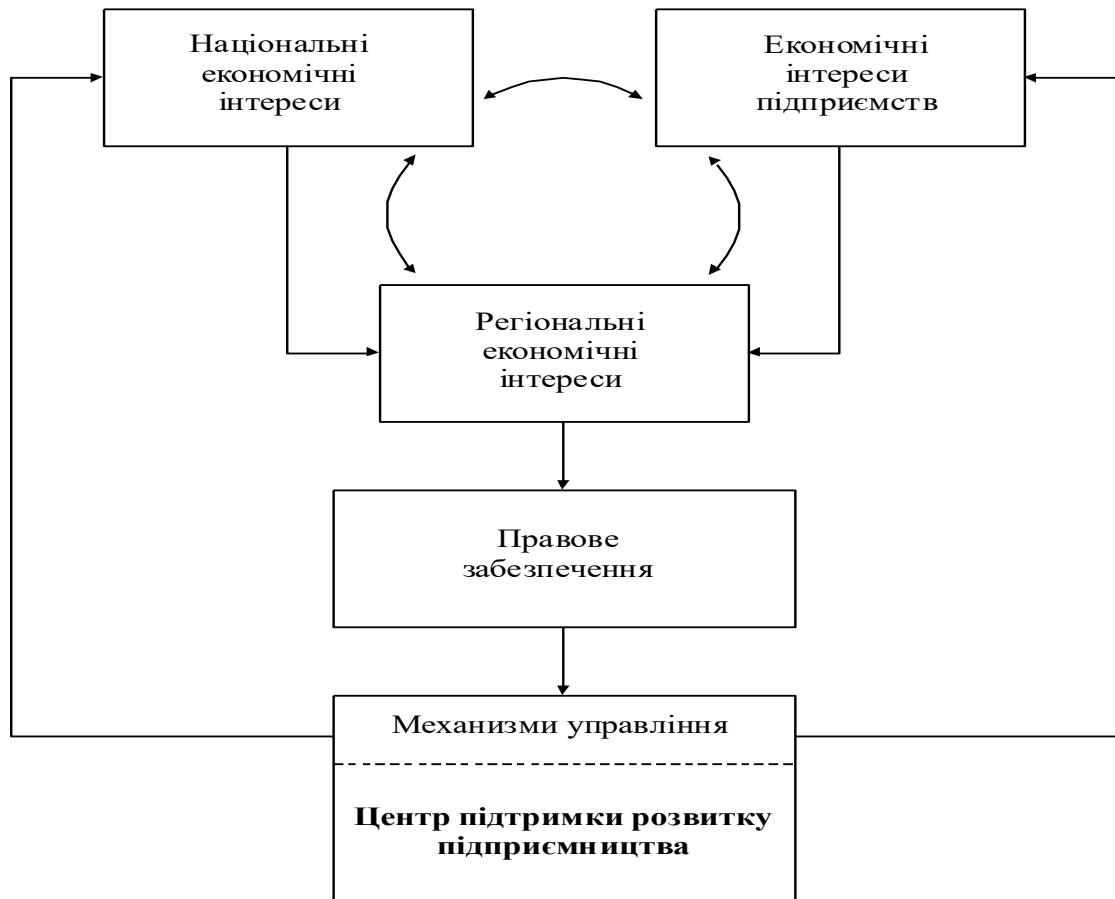 Національні
економічні
інтереси
Економічні
інтереси
підприємств
Регіональні
економічні
інтереси
Правове
забезпечення
Механизми управління
Центр підтримки розвитку
підприємництва